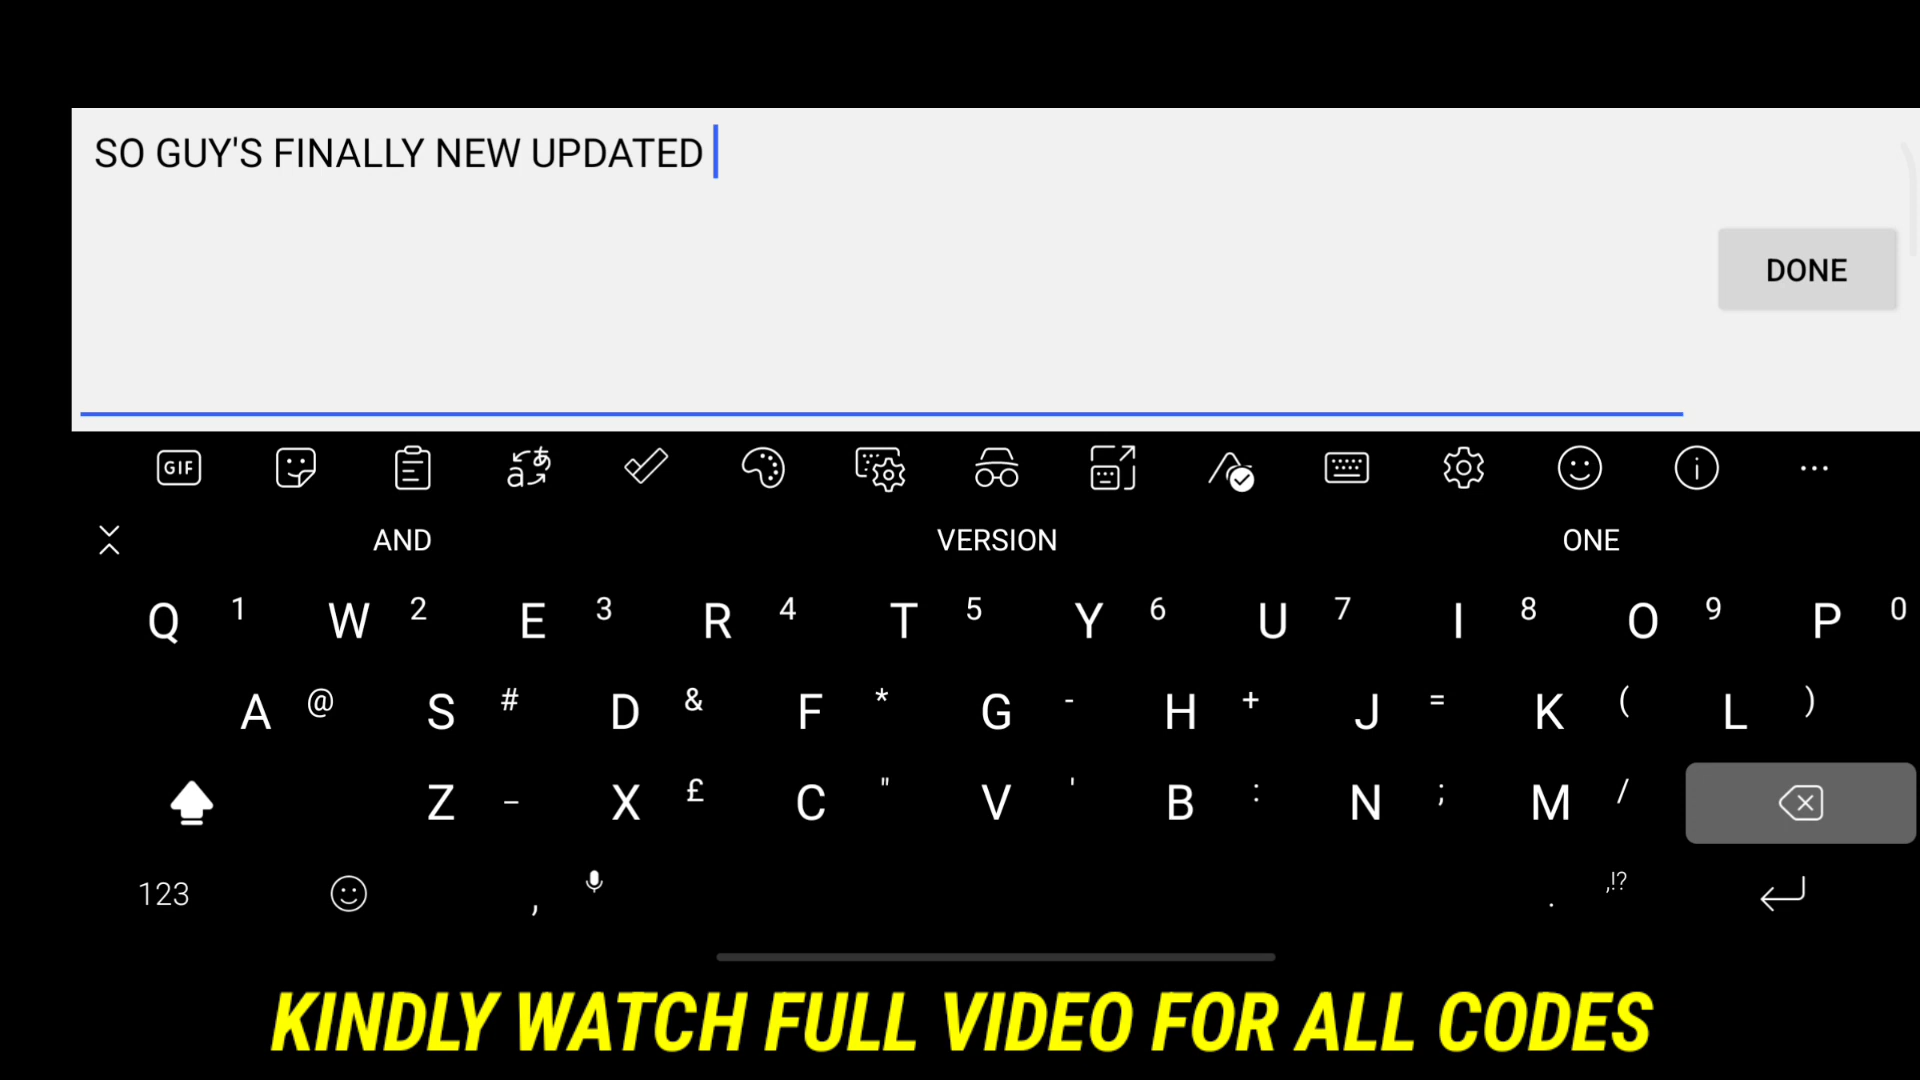 SO GUY'S FINALLY NEW UPDATED
DONE
GIF
AND VERSION ONE
Q 1 W 2 E 3 R 4 T 5 Y 6 U 7 I 8 O 9 P 0
A @ S # D & F * G - H + J = K ( L )
Z _ X £ C " V ' B : N ; M /
123 , . ,!?
KINDLY WATCH FULL VIDEO FOR ALL CODES